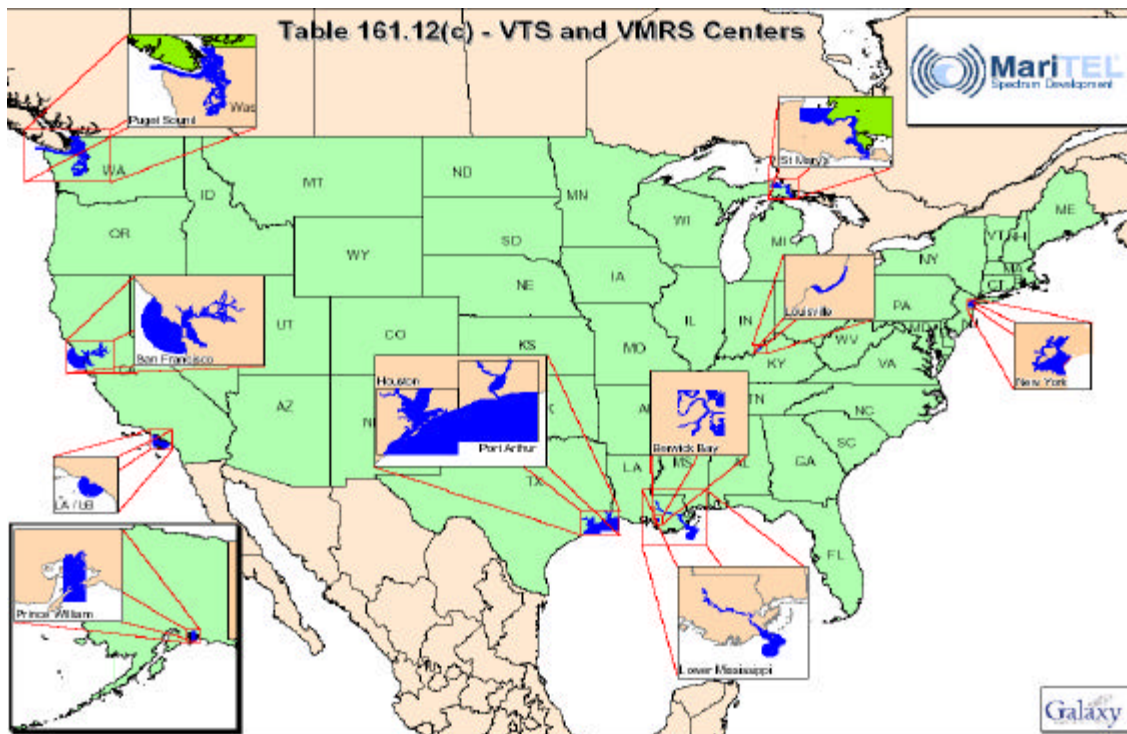 Table 161.12(c) - VTS and VMRS Centers
MariTEL
Spectrum Development
Puget Sound
Was
St Mary's
WA
MT
ND
MN
ME
ID
WI
VT
NH
OR
SD
MI
NY
MA
WY
CT
IA
NE
PA
Louisville
UT
IL
IN
CO
MO
WV
San Francisco
KS
KY
VA
New York
Houston
AZ
TN
NC
Port Arthur
Berwick Bay
SC
LA
MS
AL
GA
TX
LA / LB
FL
Prince William
Lower Mississippi
Galaxy